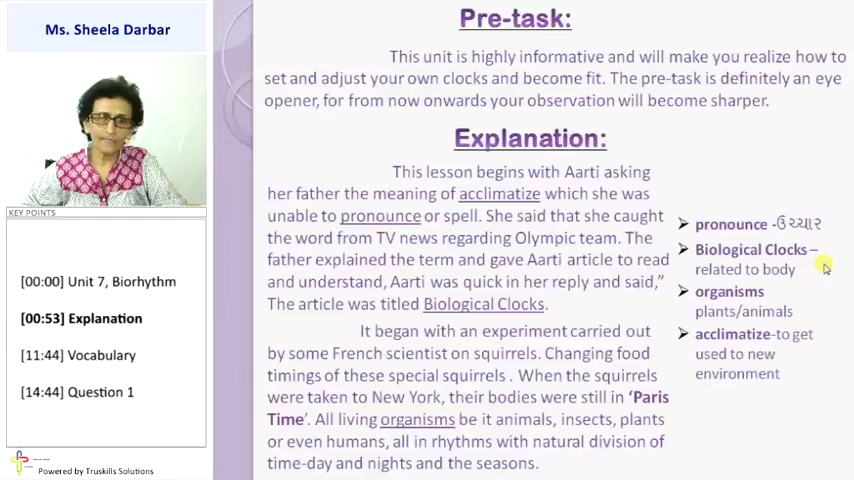 Ms. Sheela Darbar
KEY POINTS
[00:00] Unit 7, Biorhythm
[00:53] Explanation
[11:44] Vocabulary
[14:44] Question 1
Powered by Truskills Solutions
Pre-task:
This unit is highly informative and will make you realize how to
set and adjust your own clocks and become fit. The pre-task is definitely an eye
opener, for from now onwards your observation will become sharper.
Explanation:
This lesson begins with Aarti asking
her father the meaning of acclimatize which she was
unable to pronounce or spell. She said that she caught
the word from TV news regarding Olympic team. The
father explained the term and gave Aarti article to read
and understand, Aarti was quick in her reply and said,”
The article was titled Biological Clocks.
It began with an experiment carried out
by some French scientist on squirrels. Changing food
timings of these special squirrels . When the squirrels
were taken to New York, their bodies were still in ‘Paris
Time’. All living organisms be it animals, insects, plants
or even humans, all in rhythms with natural division of
time-day and nights and the seasons.
pronounce -ઉચ્ચાર
Biological Clocks –
related to body
organisms
plants/animals
acclimatize-to get
used to new
environment